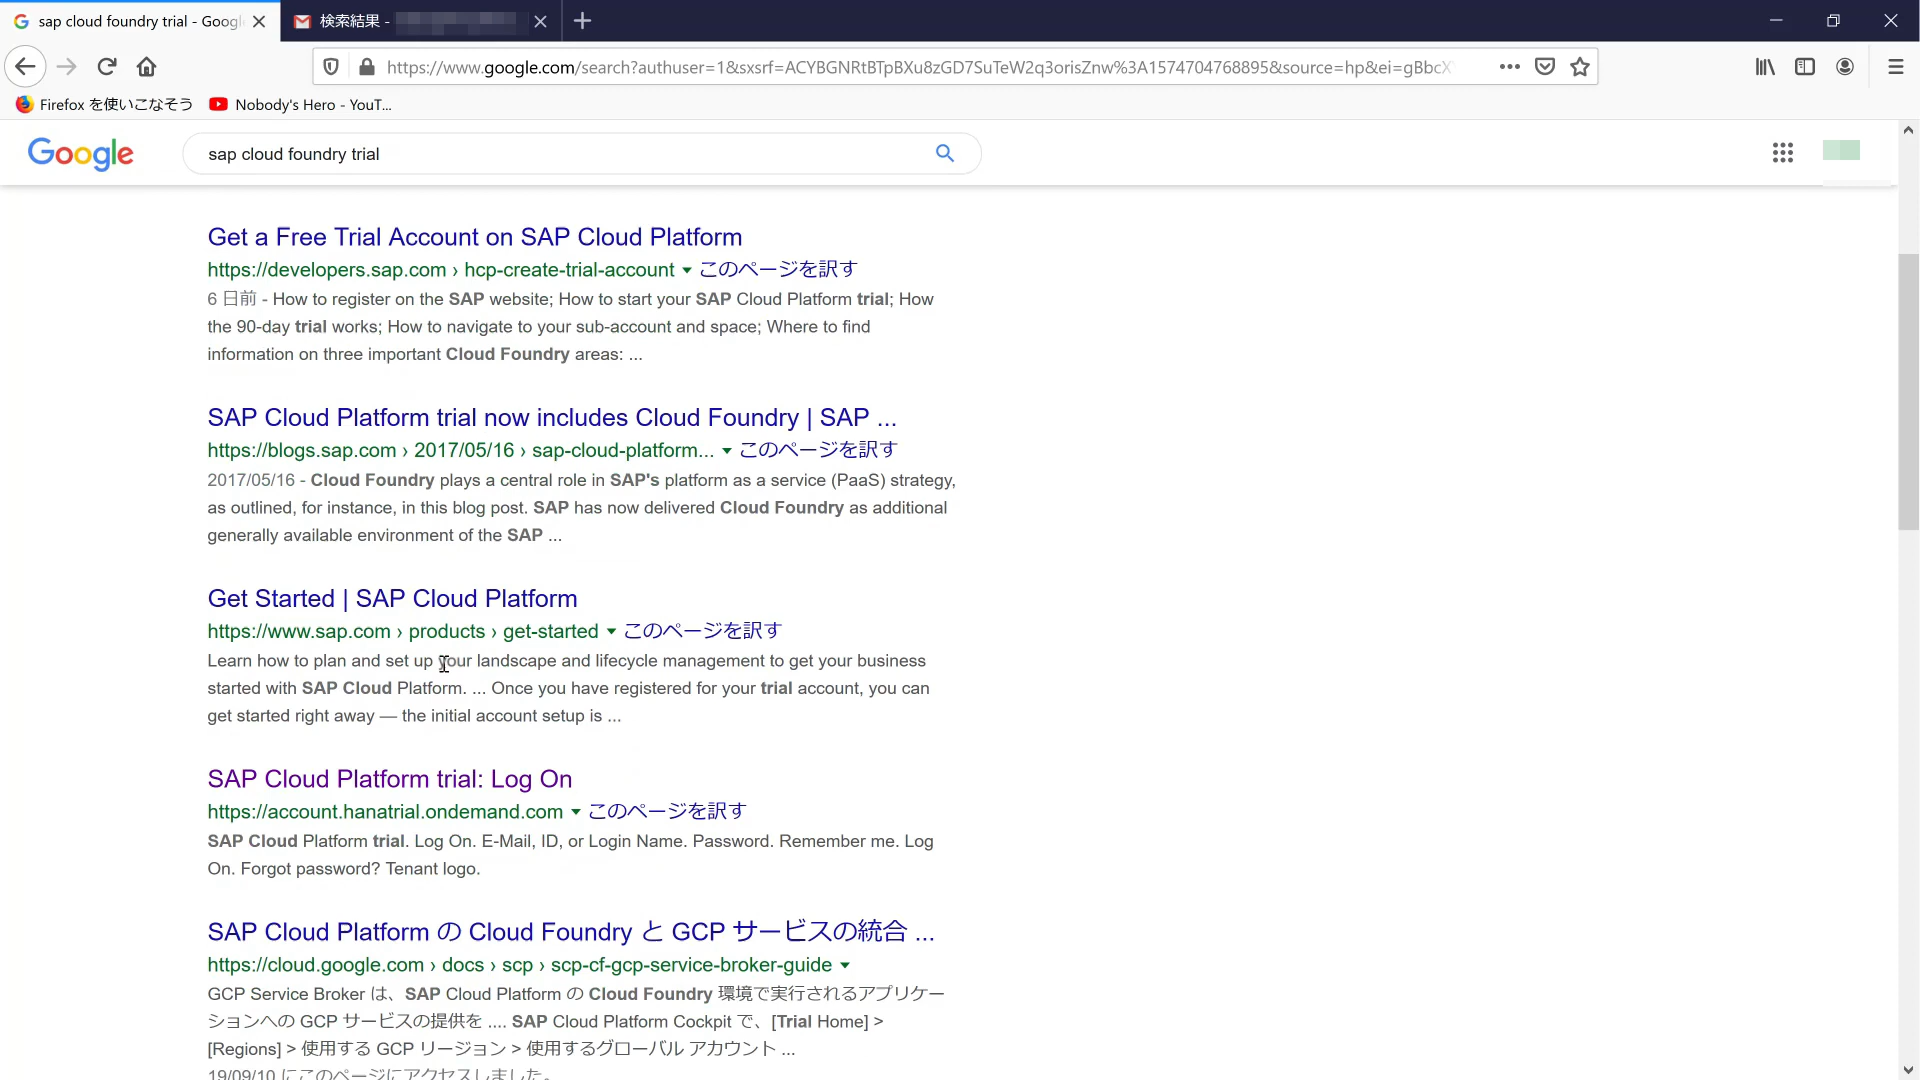 sap cloud foundry trial - Googl
検索結果 -
https://www.google.com/search?authuser=1&sxsrf=ACYBGNRtBTpBXu8zGD7SuTeW2q3orisZnw%3A1574704768895&source=hp&ei=gBbcX
Firefox を使いこなそう
Nobody's Hero - YouT...
Google
sap cloud foundry trial
Get a Free Trial Account on SAP Cloud Platform
https://developers.sap.com › hcp-create-trial-account ▼ このページを訳す
6 日前 - How to register on the SAP website; How to start your SAP Cloud Platform trial; How
the 90-day trial works; How to navigate to your sub-account and space; Where to find
information on three important Cloud Foundry areas: ...
SAP Cloud Platform trial now includes Cloud Foundry | SAP ...
https://blogs.sap.com › 2017/05/16 › sap-cloud-platform... ▼ このページを訳す
2017/05/16 - Cloud Foundry plays a central role in SAP's platform as a service (PaaS) strategy,
as outlined, for instance, in this blog post. SAP has now delivered Cloud Foundry as additional
generally available environment of the SAP ...
Get Started | SAP Cloud Platform
https://www.sap.com › products › get-started ▼ このページを訳す
Learn how to plan and set up your landscape and lifecycle management to get your business
started with SAP Cloud Platform. ... Once you have registered for your trial account, you can
get started right away — the initial account setup is ...
SAP Cloud Platform trial: Log On
https://account.hanatrial.ondemand.com ▼ このページを訳す
SAP Cloud Platform trial. Log On. E-Mail, ID, or Login Name. Password. Remember me. Log
On. Forgot password? Tenant logo.
SAP Cloud Platform の Cloud Foundry と GCP サービスの統合 ...
https://cloud.google.com › docs › scp › scp-cf-gcp-service-broker-guide ▼
GCP Service Broker は、SAP Cloud Platform の Cloud Foundry 環境で実行されるアプリケー
ションへの GCP サービスの提供を .... SAP Cloud Platform Cockpit で、[Trial Home] >
[Regions] > 使用する GCP リージョン > 使用するグローバル アカウント ...
19/09/10 にこのページにアクセスしました。